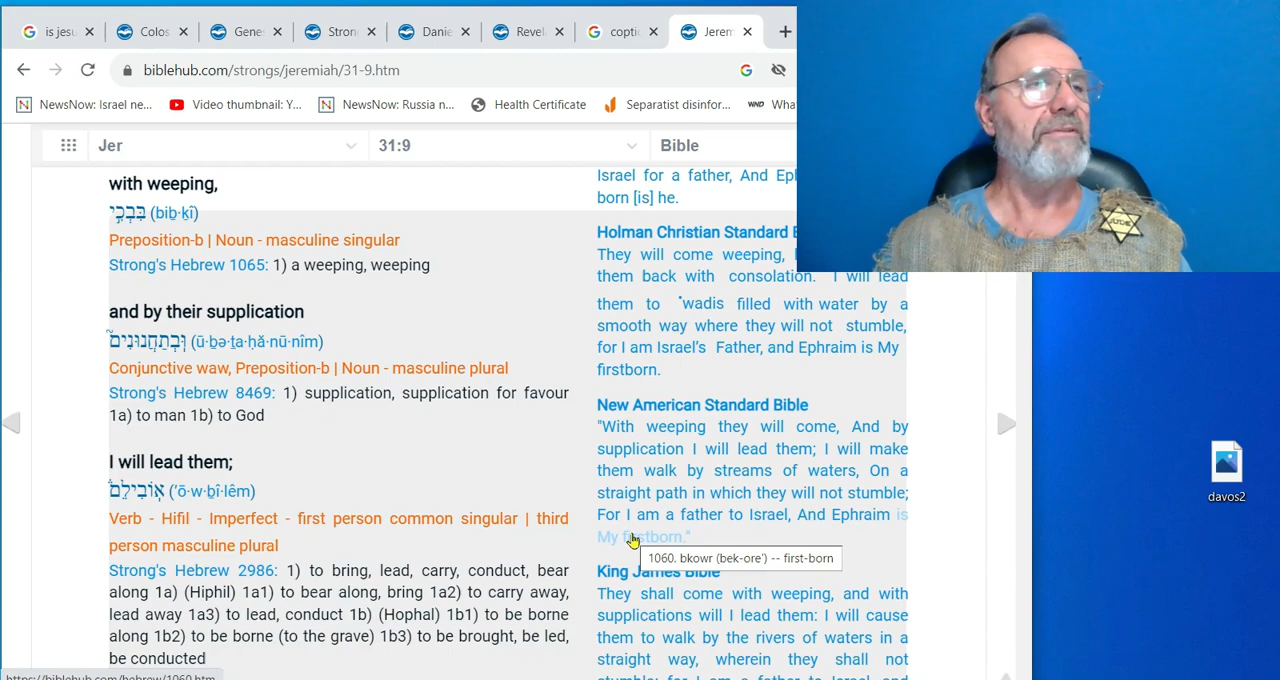 is jesu
Colos
Gene
Stron
Danie
Revel
coptic
Jerem
biblehub.com/strongs/jeremiah/31-9.htm
NewsNow: Israel ne...
Video thumbnail: Y...
NewsNow: Russia n...
Health Certificate
Separatist disinfor...
WND
Wha
Jer
31:9
Bible
with weeping,
בִּבְכִ֣י (biḇ·ḵî)
Preposition-b | Noun - masculine singular
Strong's Hebrew 1065: 1) a weeping, weeping
and by their supplication
וּֽבְתַחֲנוּנִים֮ (ū·ḇə·ṯa·ḥă·nū·nîm)
Conjunctive waw, Preposition-b | Noun - masculine plural
Strong's Hebrew 8469: 1) supplication, supplication for favour
1a) to man 1b) to God
I will lead them;
אֽוֹבִילֵם֒ (’ō·w·ḇî·lêm)
Verb - Hifil - Imperfect - first person common singular | third
person masculine plural
Strong's Hebrew 2986: 1) to bring, lead, carry, conduct, bear
along 1a) (Hiphil) 1a1) to bear along, bring 1a2) to carry away,
lead away 1a3) to lead, conduct 1b) (Hophal) 1b1) to be borne
along 1b2) to be borne (to the grave) 1b3) to be brought, be led,
be conducted
https://biblehub.com/hebrew/1060.htm
Israel for a father, And Eph
born [is] he.
Holman Christian Standard B
They will come weeping,
them back with consolation. I will lead
them to •wadis filled with water by a
smooth way where they will not stumble,
for I am Israel’s Father, and Ephraim is My
firstborn.
New American Standard Bible
"With weeping they will come, And by
supplication I will lead them; I will make
them walk by streams of waters, On a
straight path in which they will not stumble;
For I am a father to Israel, And Ephraim is
My firstborn."
1060. bkowr (bek-ore') -- first-born
King James Bible
They shall come with weeping, and with
supplications will I lead them: I will cause
them to walk by the rivers of waters in a
straight way, wherein they shall not
stumble: for I am a father to Israel, and
JUDE
davos2